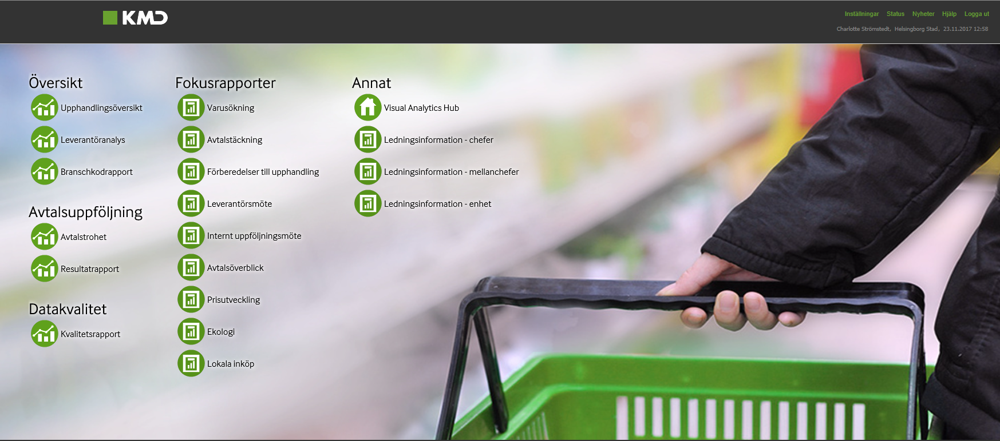 KMD
Inställningar Status Nyheter Hjälp Logga ut
Charlotte Strömstedt, Helsingborg Stad, 23.11.2017 12:58
Översikt
Upphandlingsöversikt
Leverantöranalys
Branschkodrapport
Avtalsuppföljning
Avtalstrohet
Resultatrapport
Datakvalitet
Kvalitetsrapport
Fokusrapporter
Varusökning
Avtalstäckning
Förberedelser till upphandling
Leverantörsmöte
Internt uppföljningsmöte
Avtalsöverblick
Prisutveckling
Ekologi
Lokala inköp
Annat
Visual Analytics Hub
Ledningsinformation - chefer
Ledningsinformation - mellanchefer
Ledningsinformation - enhet